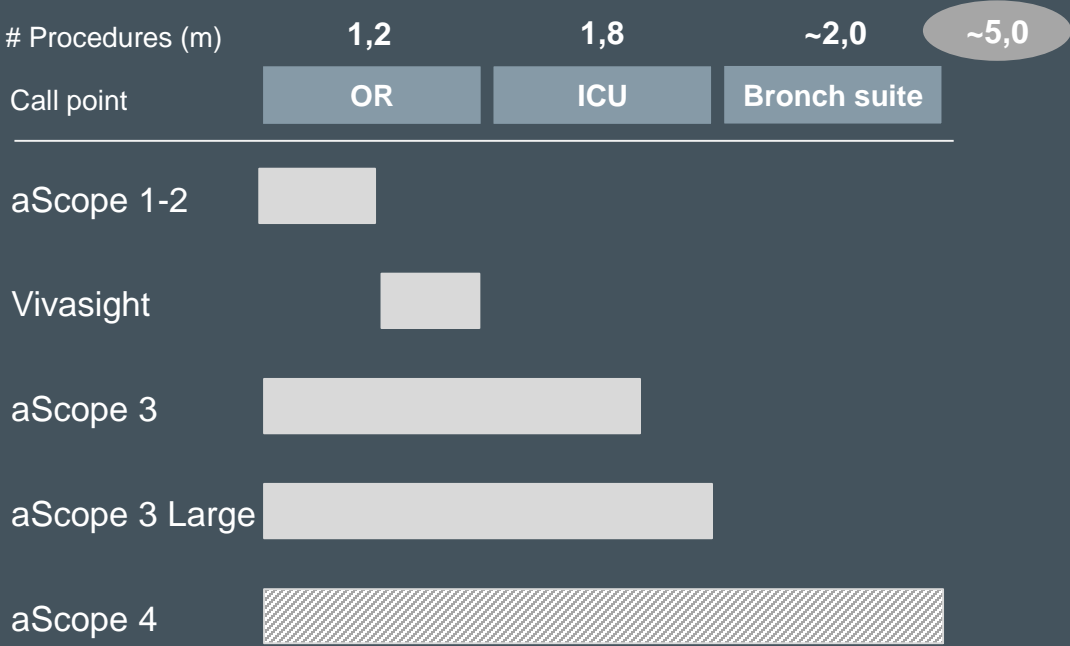 # Procedures (m) 1,2 1,8 ~2,0 ~5,0
Call point OR ICU Bronch suite
aScope 1-2
Vivasight
aScope 3
aScope 3 Large
aScope 4